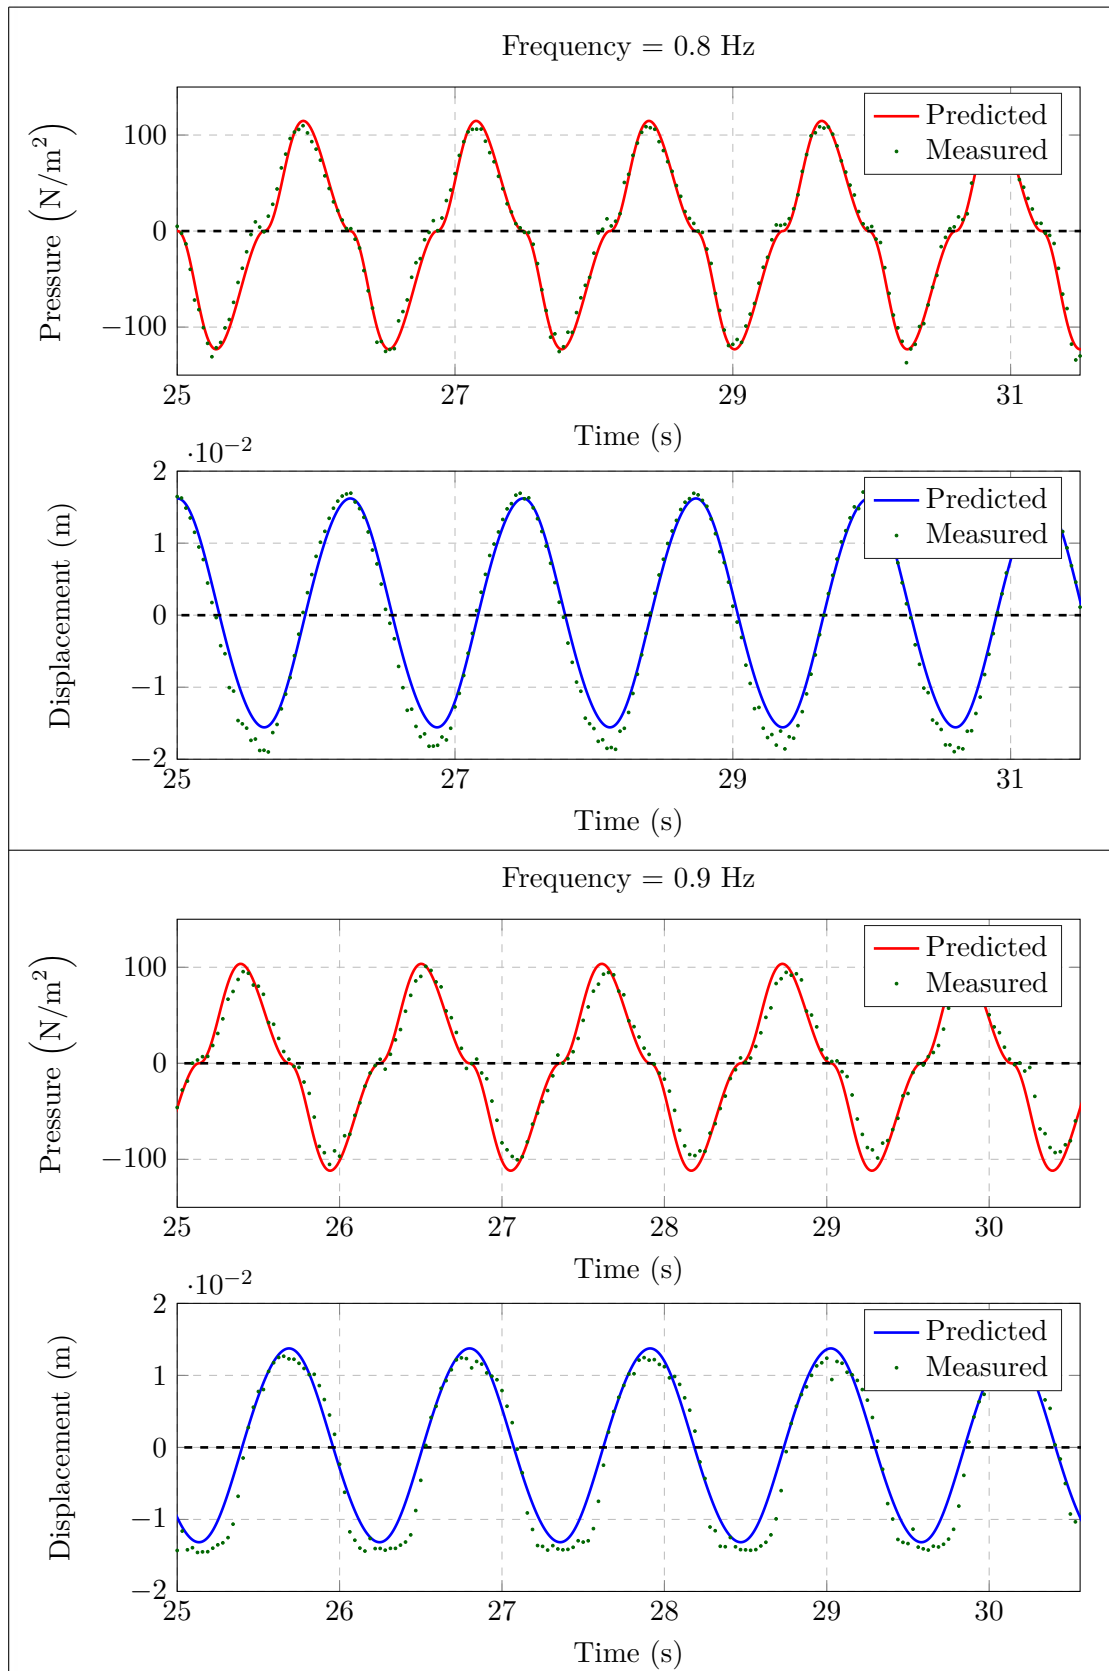 Frequency = 0.8 Hz
Pressure (N/m²)
100
0
−100
Predicted
Measured
25 27 29 31
Time (s)
·10⁻²
Displacement (m)
2
1
0
−1
−2
Predicted
Measured
25 27 29 31
Time (s)
Frequency = 0.9 Hz
Pressure (N/m²)
100
0
−100
Predicted
Measured
25 26 27 28 29 30
Time (s)
·10⁻²
Displacement (m)
2
1
0
−1
−2
Predicted
Measured
25 26 27 28 29 30
Time (s)